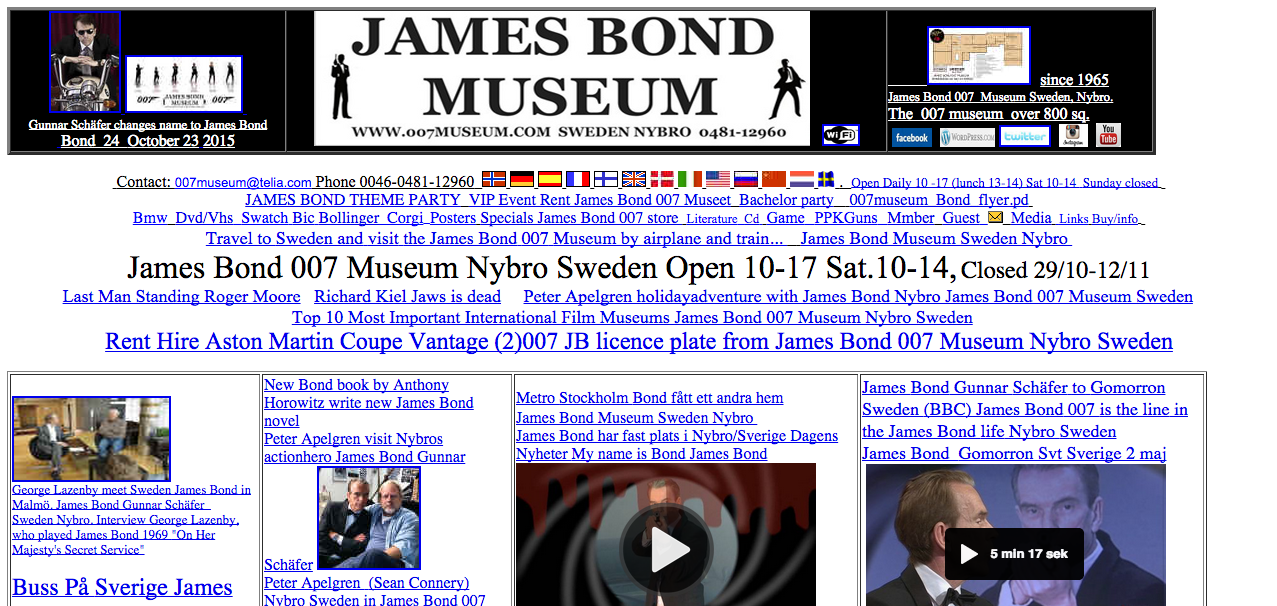 Gunnar Schäfer changes name to James Bond
Bond 24 October 23 2015
007
007
JAMES BOND
MUSEUM
JAMES BOND
MUSEUM
WWW.007MUSEUM.COM SWEDEN NYBRO 0481-12960
WiFi
since 1965
James Bond 007 Museum Sweden, Nybro.
The 007 museum over 800 sq.
facebook WORDPRESS.COM twitter Instagram You Tube
Contact: 007museum@telia.com Phone 0046-0481-12960 . Open Daily 10 -17 (lunch 13-14) Sat 10-14 Sunday closed
JAMES BOND THEME PARTY VIP Event Rent James Bond 007 Museet Bachelor party 007museum_Bond_flyer.pd
Bmw Dvd/Vhs Swatch Bic Bollinger Corgi Posters Specials James Bond 007 store Literature Cd Game PPKGuns Mmber Guest Media Links Buy/info
Travel to Sweden and visit the James Bond 007 Museum by airplane and train... James Bond Museum Sweden Nybro
James Bond 007 Museum Nybro Sweden Open 10-17 Sat.10-14, Closed 29/10-12/11
Last Man Standing Roger Moore Richard Kiel Jaws is dead Peter Apelgren holidayadventure with James Bond Nybro James Bond 007 Museum Sweden
Top 10 Most Important International Film Museums James Bond 007 Museum Nybro Sweden
Rent Hire Aston Martin Coupe Vantage (2)007 JB licence plate from James Bond 007 Museum Nybro Sweden
George Lazenby meet Sweden James Bond in
Malmö, James Bond Gunnar Schäfer
Sweden Nybro. Interview George Lazenby,
who played James Bond 1969 "On Her
Majesty's Secret Service"
Buss På Sverige James
New Bond book by Anthony
Horowitz write new James Bond
novel
Peter Apelgren visit Nybros
actionhero James Bond Gunnar
Schäfer
Peter Apelgren (Sean Connery)
Nybro Sweden in James Bond 007
Metro Stockholm Bond fått ett andra hem
James Bond Museum Sweden Nybro
James Bond har fast plats i Nybro/Sverige Dagens
Nyheter My name is Bond James Bond
James Bond Gunnar Schäfer to Gomorron
Sweden (BBC) James Bond 007 is the line in
the James Bond life Nybro Sweden
James Bond Gomorron Svt Sverige 2 maj
5 min 17 sek